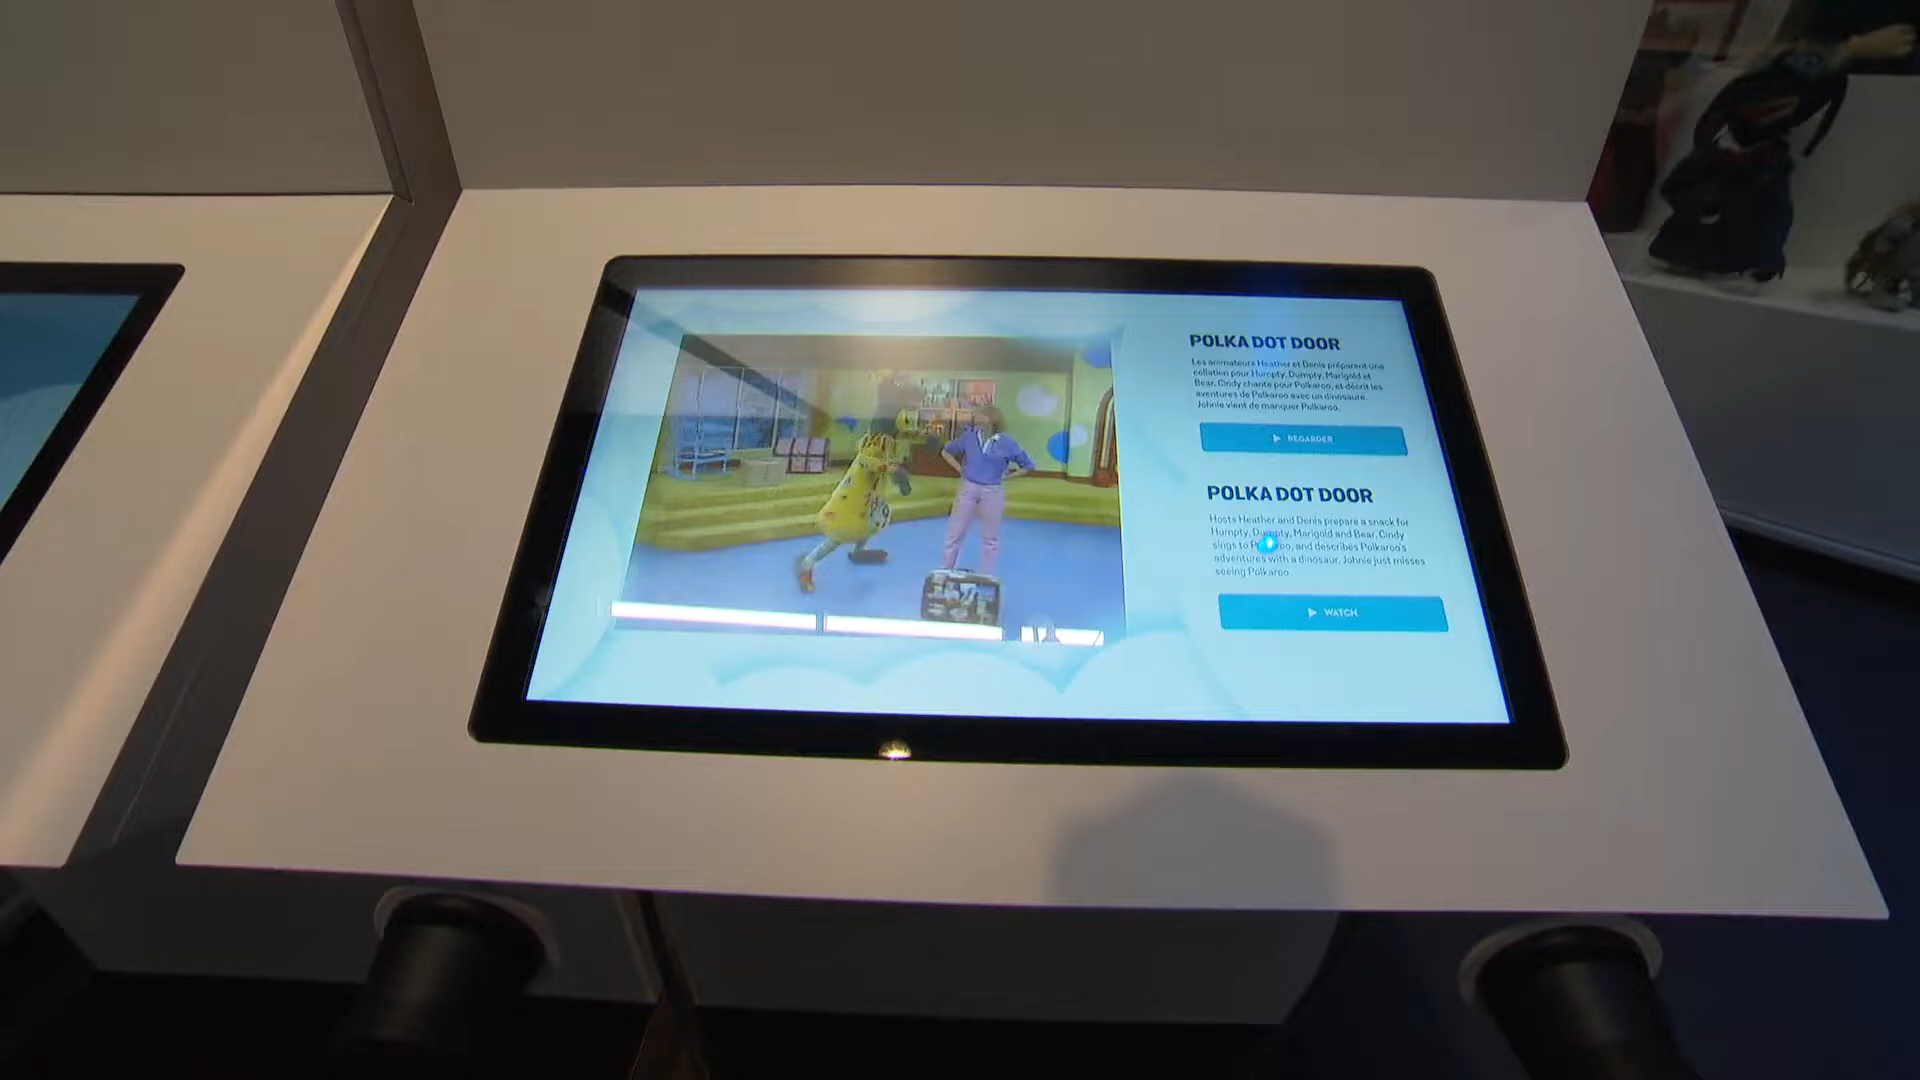 POLKA DOT DOOR
Les animateurs Heather et Denis préparent une
collation pour Humpty, Dumpty, Marigold et
Bear. Cindy chante pour Polkaroo, et décrit les
aventures de Polkaroo avec un dinosaure.
Johnie vient de manquer Polkaroo.
REGARDER
POLKA DOT DOOR
Hosts Heather and Denis prepare a snack for
Humpty, Dumpty, Marigold and Bear. Cindy
sings to Polkaroo, and describes Polkaroo's
adventures with a dinosaur. Johnie just misses
seeing Polkaroo
WATCH